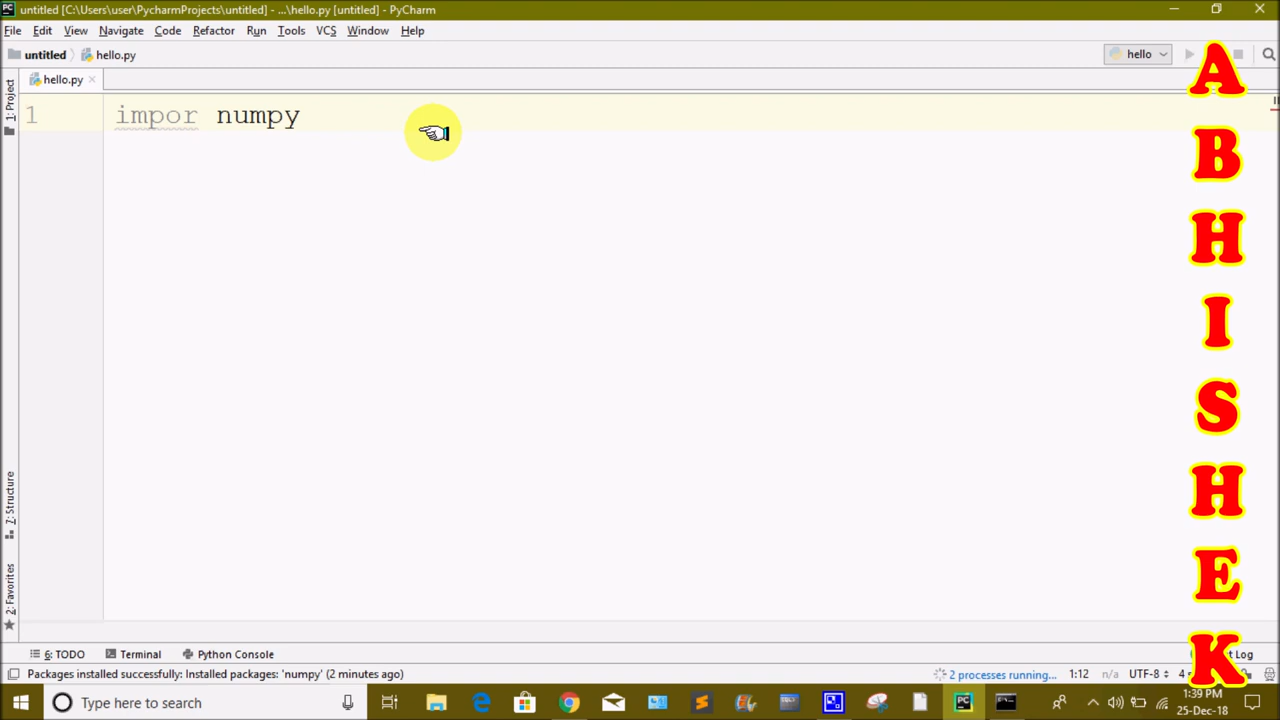 untitled [C:\Users\user\PycharmProjects\untitled] - ...\hello.py [untitled] - PyCharm
File Edit View Navigate Code Refactor Run Tools VCS Window Help
untitled hello.py hello
hello.py
1 impor numpy
1: Project
7: Structure
2: Favorites
A
B
H
I
S
H
E
K
6: TODO Terminal Python Console t Log
Packages installed successfully: Installed packages: 'numpy' (2 minutes ago) 2 processes running... 1:12 n/a UTF-8 4
Type here to search
1:39 PM
25-Dec-18